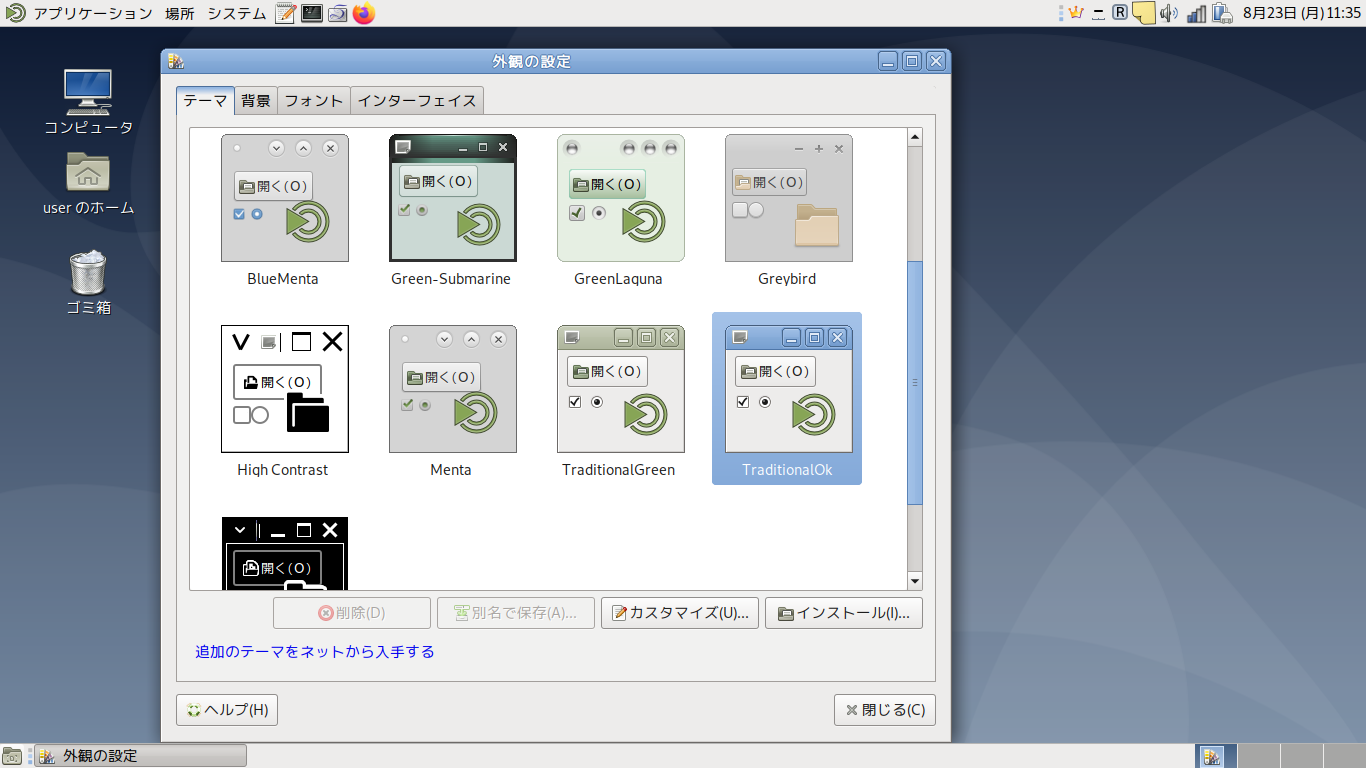 アプリケーション 場所 システム
8月23日 (月) 11:35
コンピュータ
user のホーム
ゴミ箱
外観の設定
テーマ 背景 フォント インターフェイス
開く(O) 開く(O) 開く(O) 開く(O)
BlueMenta Green-Submarine GreenLaguna Greybird
開く(O) 開く(O) 開く(O) 開く(O)
High Contrast Menta TraditionalGreen TraditionalOk
開く(O)
削除(D) 別名で保存(A)... カスタマイズ(U)... インストール(I)...
追加のテーマをネットから入手する
ヘルプ(H) 閉じる(C)
外観の設定